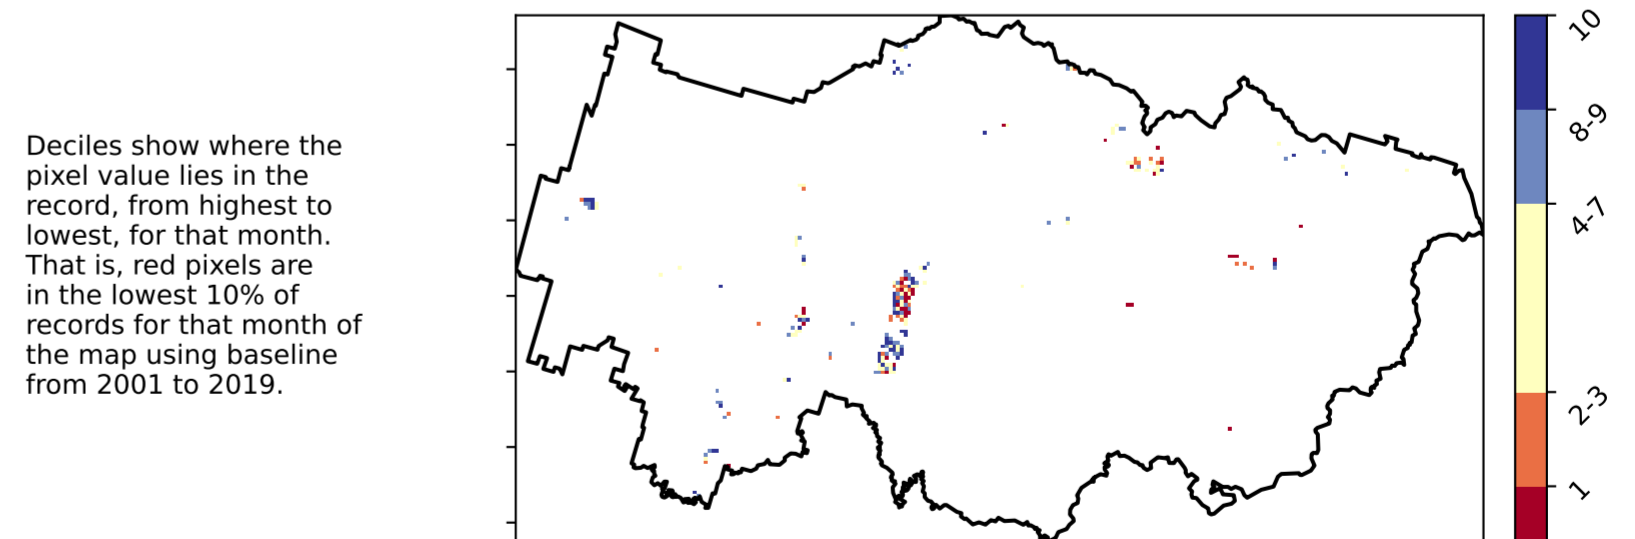 Deciles show where the
pixel value lies in the
record, from highest to
lowest, for that month.
That is, red pixels are
in the lowest 10% of
records for that month of
the map using baseline
from 2001 to 2019.
10
8-9
4-7
2-3
1